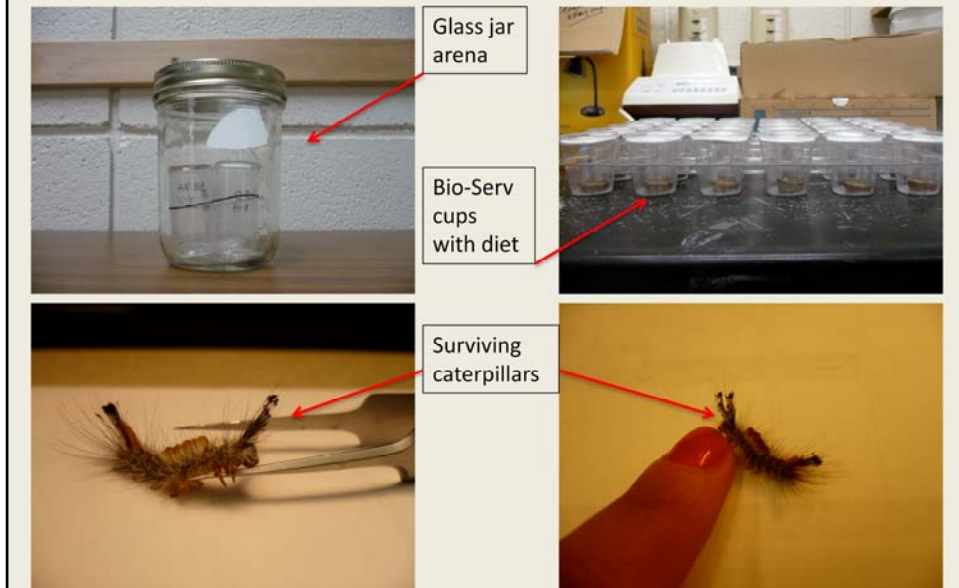 Glass jar
arena
Bio-Serv
cups
with diet
Surviving
caterpillars